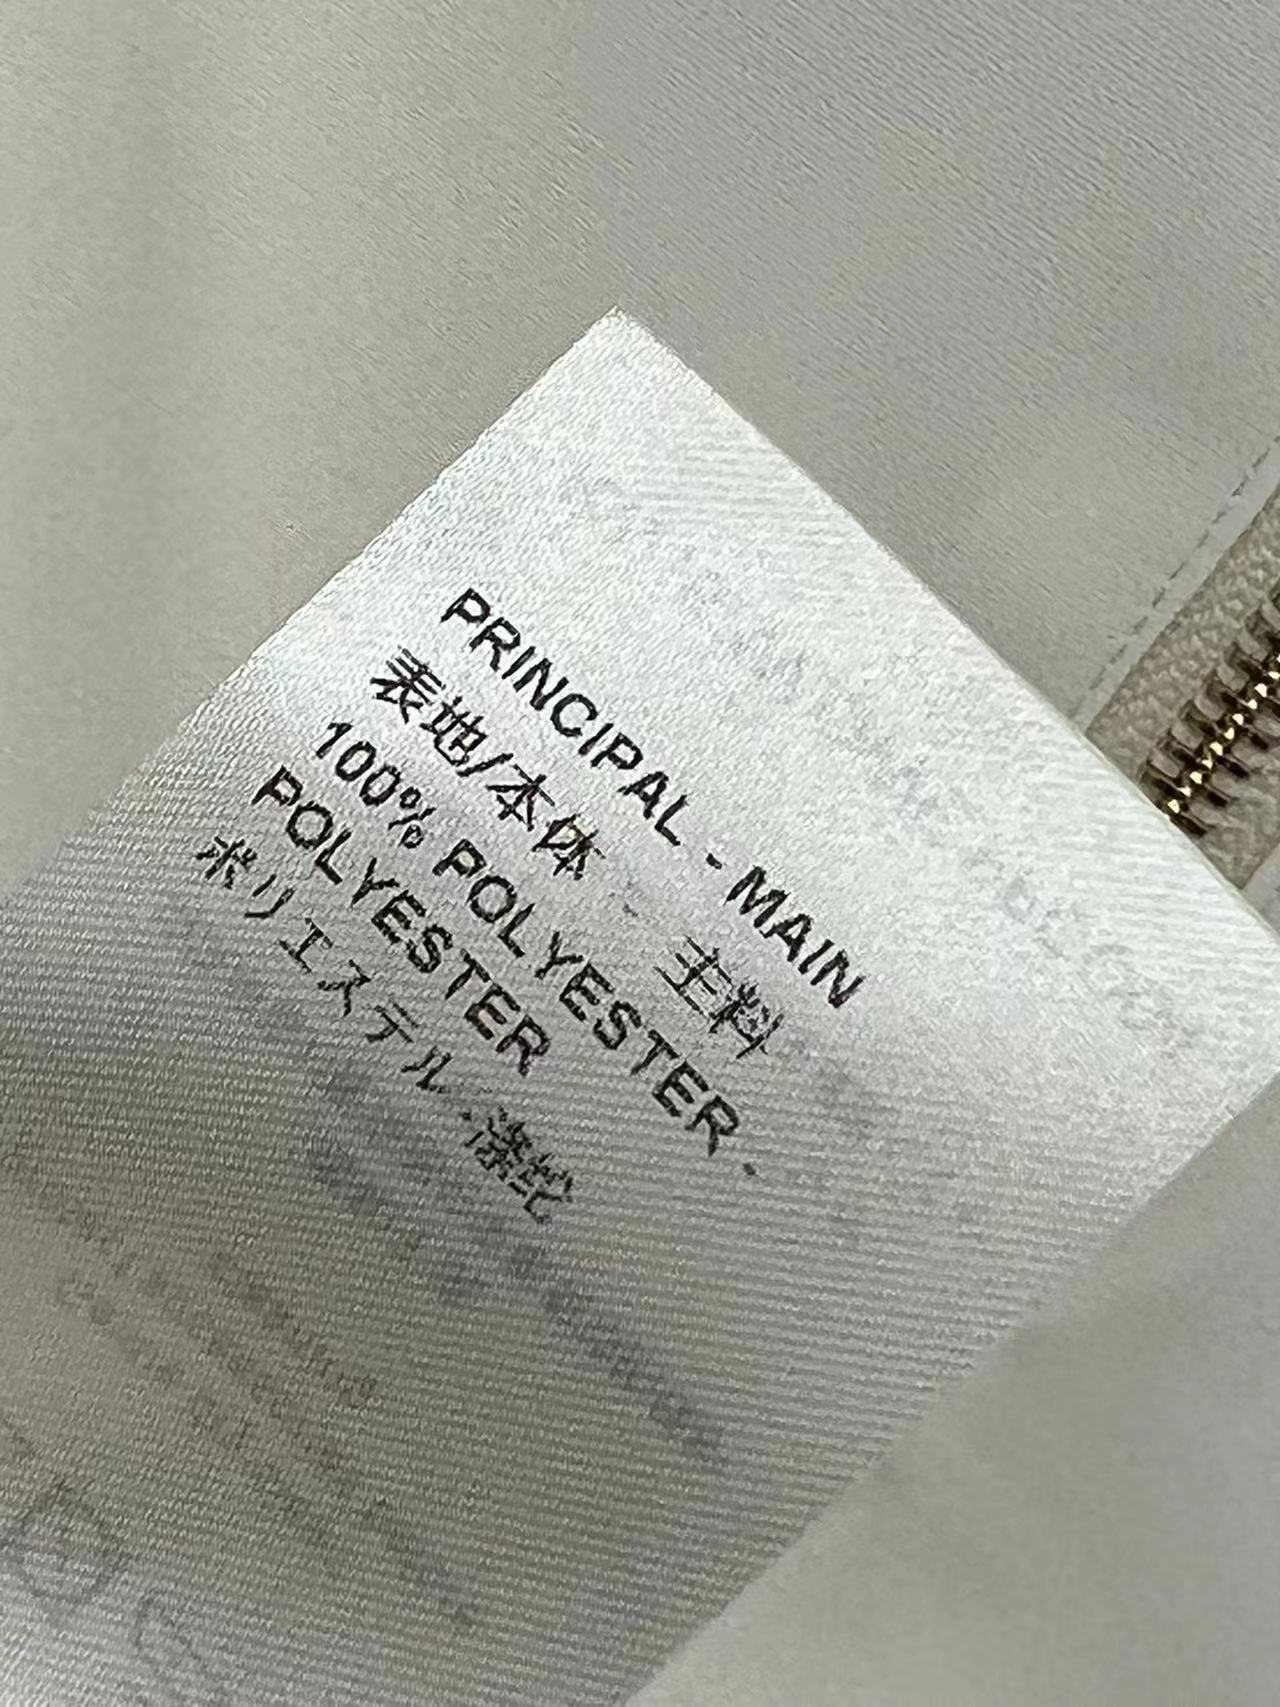 PRINCIPAL - MAIN
表地/本体 - 主料
100% POLYESTER -
POLYESTER
ポリエステル - 涤纶